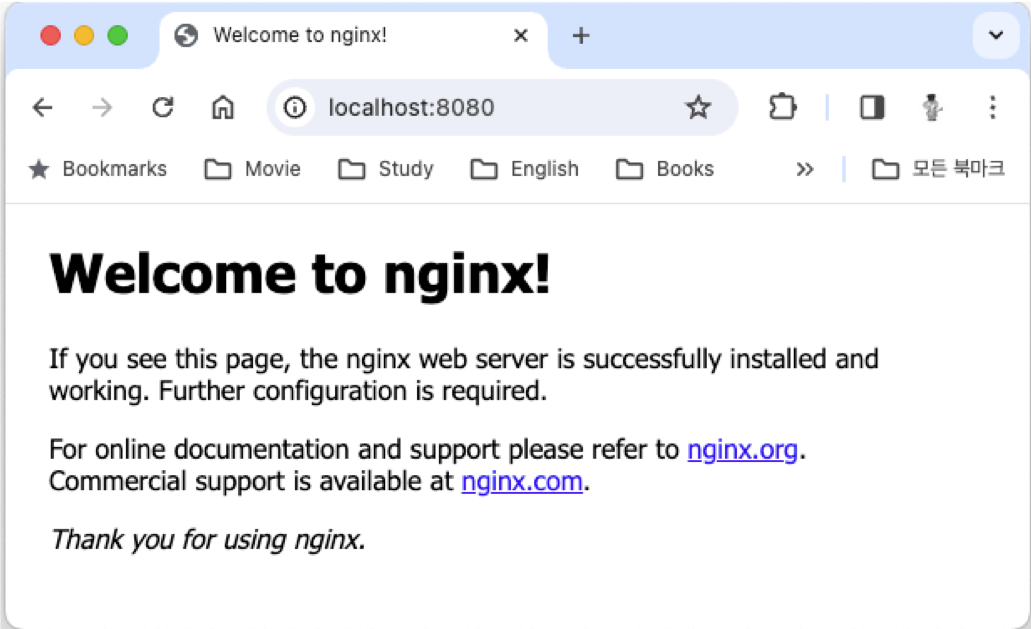 Welcome to nginx!
localhost:8080
Bookmarks Movie Study English Books 모든 북마크
Welcome to nginx!
If you see this page, the nginx web server is successfully installed and
working. Further configuration is required.
For online documentation and support please refer to nginx.org.
Commercial support is available at nginx.com.
Thank you for using nginx.